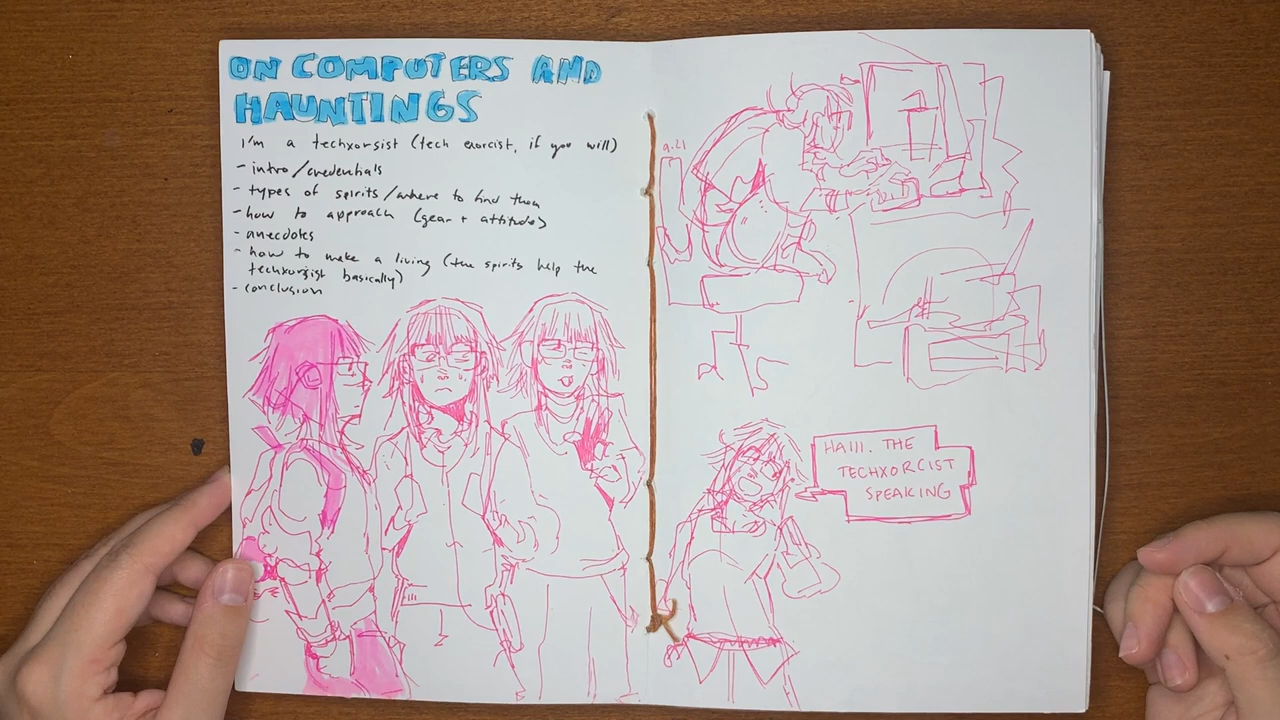 ON COMPUTERS AND
HAUNTINGS
I'm a techxorsist (tech exorcist, if you will)
- intro/credentials
- types of spirits/where to find them
- how to approach (gear + attitude)
- anecdotes
- how to make a living (the spirits help the
techxorgist basically)
- conclusion
9.21
HAIII. THE
TECHXORCIST
SPEAKING